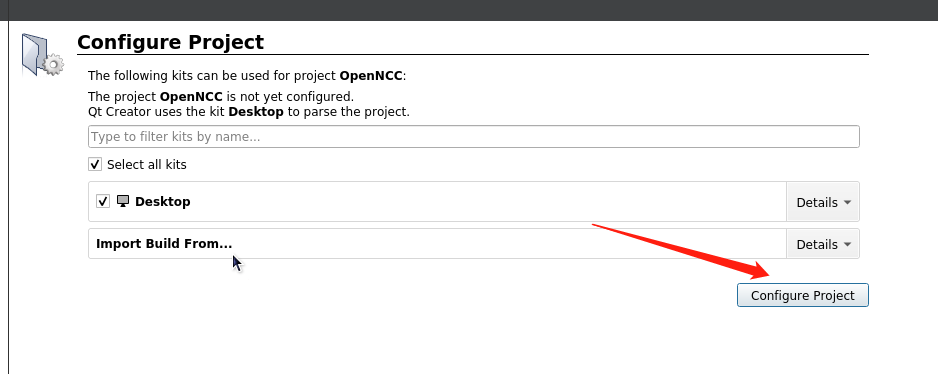 Configure Project
The following kits can be used for project OpenNCC:
The project OpenNCC is not yet configured.
Qt Creator uses the kit Desktop to parse the project.
Type to filter kits by name...
Select all kits
Desktop
Details
Import Build From...
Details
Configure Project